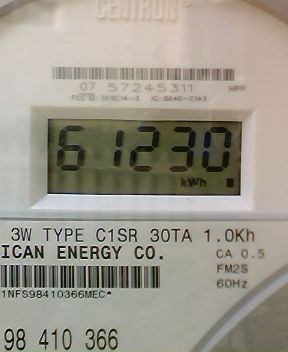 CENTRON
07 57245311
61230
kWh
3W TYPE C1SR 30TA 1.0Kh
ICAN ENERGY CO.
CA 0.5
FM2S
60Hz
1NFS98410366MEC*
98 410 366